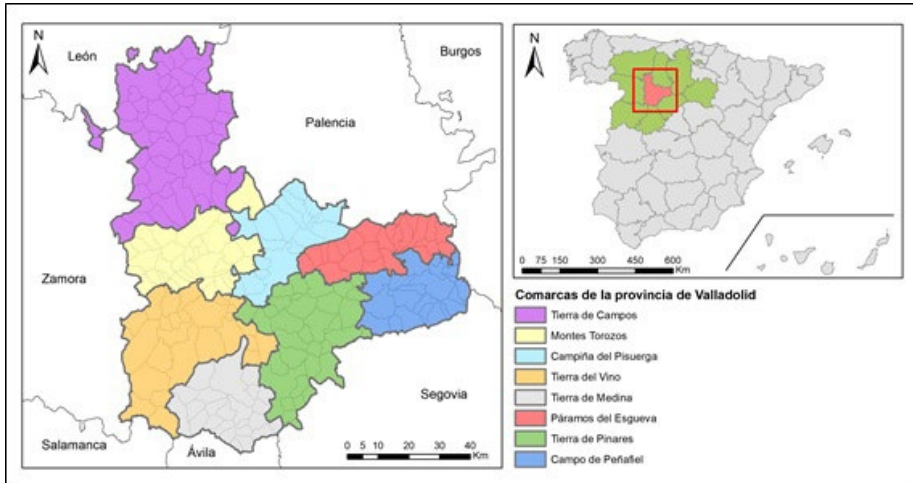 N
León
Burgos
Palencia
Zamora
Segovia
Salamanca
Ávila
0 5 10 20 30 40
Km
N
0 75 150 300 450 600
Km
Comarcas de la provincia de Valladolid
Tierra de Campos
Montes Torozos
Campiña del Pisuerga
Tierra del Vino
Tierra de Medina
Páramos del Esgueva
Tierra de Pinares
Campo de Peñafiel